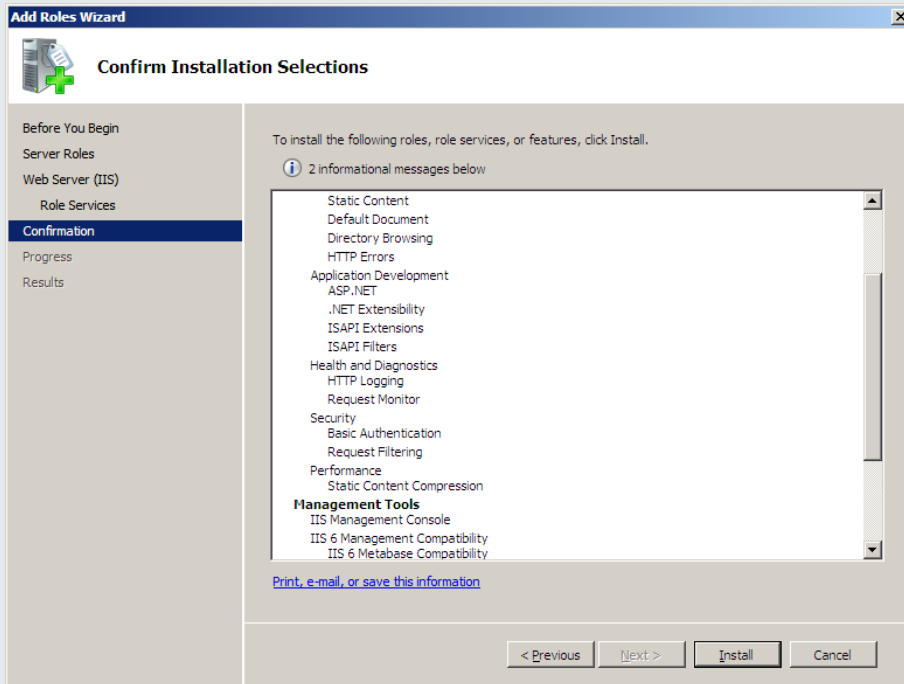 Add Roles Wizard
Confirm Installation Selections
Before You Begin
Server Roles
Web Server (IIS)
Role Services
Confirmation
Progress
Results
To install the following roles, role services, or features, click Install.
2 informational messages below
Static Content
Default Document
Directory Browsing
HTTP Errors
Application Development
ASP.NET
.NET Extensibility
ISAPI Extensions
ISAPI Filters
Health and Diagnostics
HTTP Logging
Request Monitor
Security
Basic Authentication
Request Filtering
Performance
Static Content Compression
Management Tools
IIS Management Console
IIS 6 Management Compatibility
IIS 6 Metabase Compatibility
Print, e-mail, or save this information
< Previous Next > Install Cancel